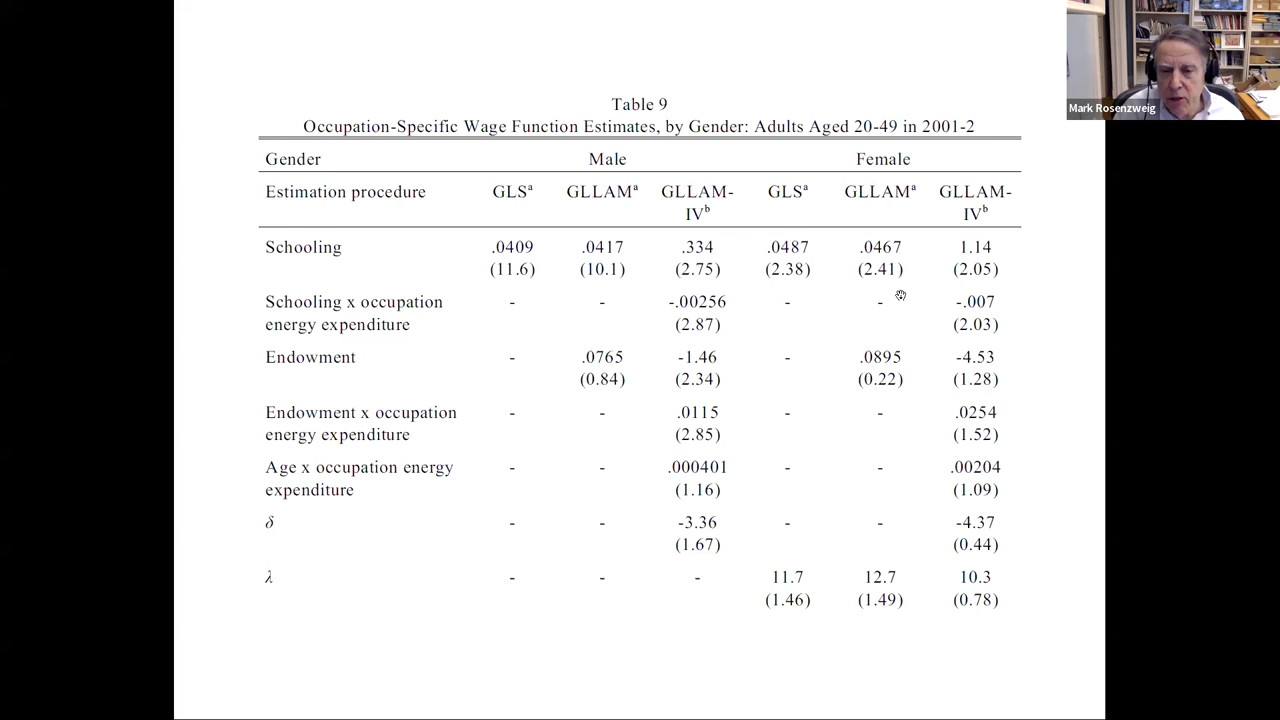 Mark Rosenzweig
Table 9
Occupation-Specific Wage Function Estimates, by Gender: Adults Aged 20-49 in 2001-2
Gender Male Female
Estimation procedure GLSᵃ GLLAMᵃ GLLAM-IVᵇ GLSᵃ GLLAMᵃ GLLAM-IVᵇ
Schooling .0409 .0417 .334 .0487 .0467 1.14
(11.6) (10.1) (2.75) (2.38) (2.41) (2.05)
Schooling x occupation - - -.00256 - - -.007
energy expenditure (2.87) (2.03)
Endowment - .0765 -1.46 - .0895 -4.53
(0.84) (2.34) (0.22) (1.28)
Endowment x occupation - - .0115 - - .0254
energy expenditure (2.85) (1.52)
Age x occupation energy - - .000401 - - .00204
expenditure (1.16) (1.09)
δ - - -3.36 - - -4.37
(1.67) (0.44)
λ - - - 11.7 12.7 10.3
(1.46) (1.49) (0.78)